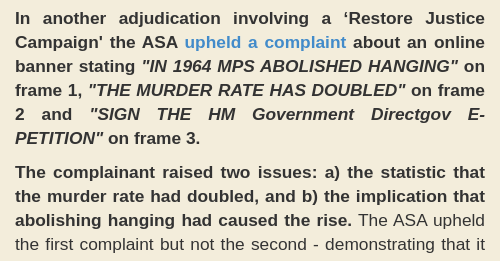 In another adjudication involving a ‘Restore Justice
Campaign' the ASA upheld a complaint about an online
banner stating "IN 1964 MPS ABOLISHED HANGING" on
frame 1, "THE MURDER RATE HAS DOUBLED" on frame
2 and "SIGN THE HM Government Directgov E-
PETITION" on frame 3.
The complainant raised two issues: a) the statistic that
the murder rate had doubled, and b) the implication that
abolishing hanging had caused the rise. The ASA upheld
the first complaint but not the second - demonstrating that it